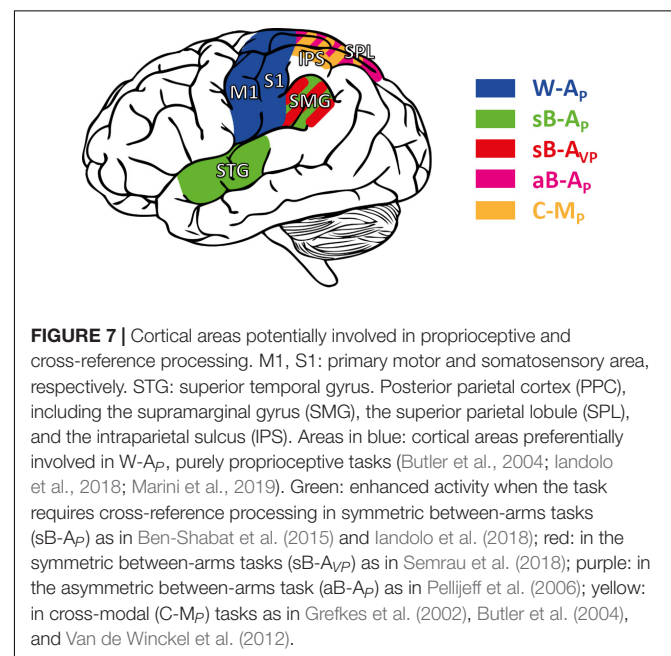 SPL
IPS
M1 S1
SMG
STG
W-Aₚ
sB-Aₚ
sB-Aᵥₚ
aB-Aₚ
C-Mₚ
FIGURE 7 | Cortical areas potentially involved in proprioceptive and
cross-reference processing. M1, S1: primary motor and somatosensory area,
respectively. STG: superior temporal gyrus. Posterior parietal cortex (PPC),
including the supramarginal gyrus (SMG), the superior parietal lobule (SPL),
and the intraparietal sulcus (IPS). Areas in blue: cortical areas preferentially
involved in W-Aₚ, purely proprioceptive tasks (Butler et al., 2004; Iandolo
et al., 2018; Marini et al., 2019). Green: enhanced activity when the task
requires cross-reference processing in symmetric between-arms tasks
(sB-Aₚ) as in Ben-Shabat et al. (2015) and Iandolo et al. (2018); red: in the
symmetric between-arms tasks (sB-Aᵥₚ) as in Semrau et al. (2018); purple: in
the asymmetric between-arms task (aB-Aₚ) as in Pellijeff et al. (2006); yellow:
in cross-modal (C-Mₚ) tasks as in Grefkes et al. (2002), Butler et al. (2004),
and Van de Winckel et al. (2012).